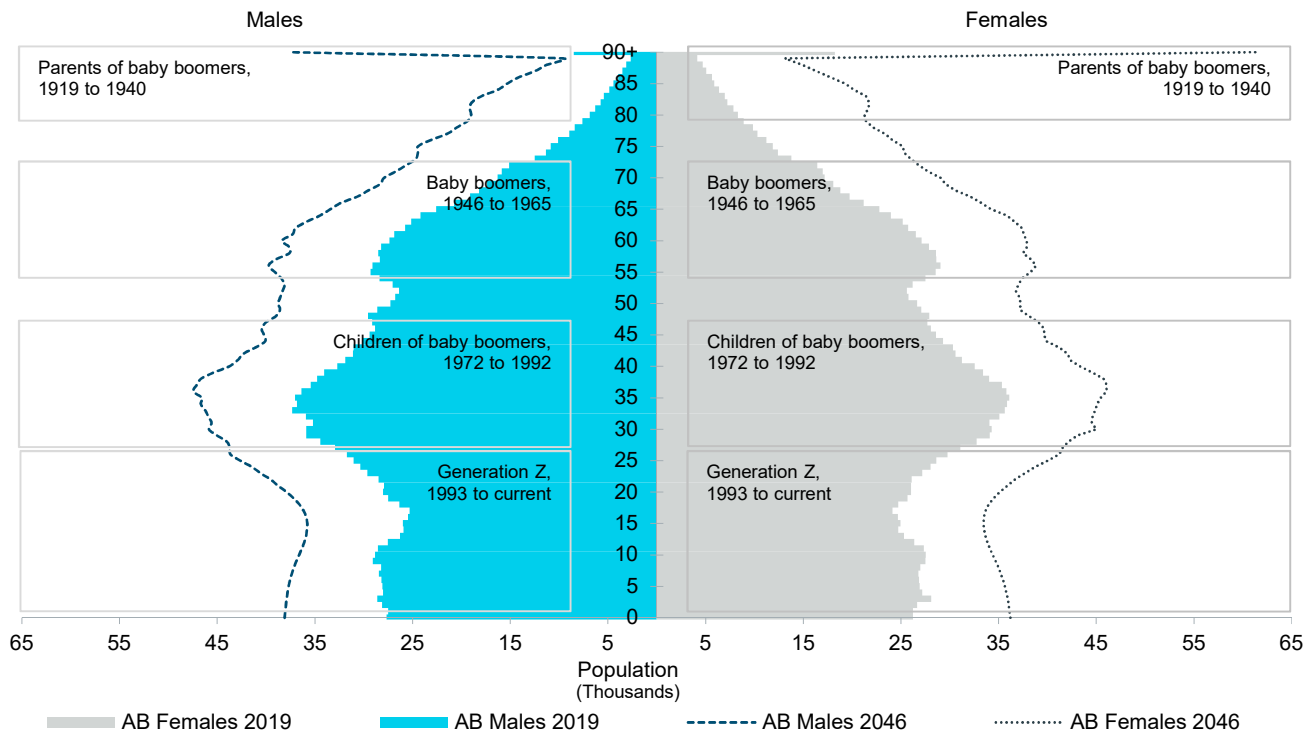 Males
Females
Parents of baby boomers,
1919 to 1940
Parents of baby boomers,
1919 to 1940
Baby boomers,
1946 to 1965
Baby boomers,
1946 to 1965
Children of baby boomers,
1972 to 1992
Children of baby boomers,
1972 to 1992
Generation Z,
1993 to current
Generation Z,
1993 to current
90+
85
80
75
70
65
60
55
50
45
40
35
30
25
20
15
10
5
0
65 55 45 35 25 15 5 5 15 25 35 45 55 65
Population
(Thousands)
AB Females 2019 AB Males 2019 AB Males 2046 AB Females 2046